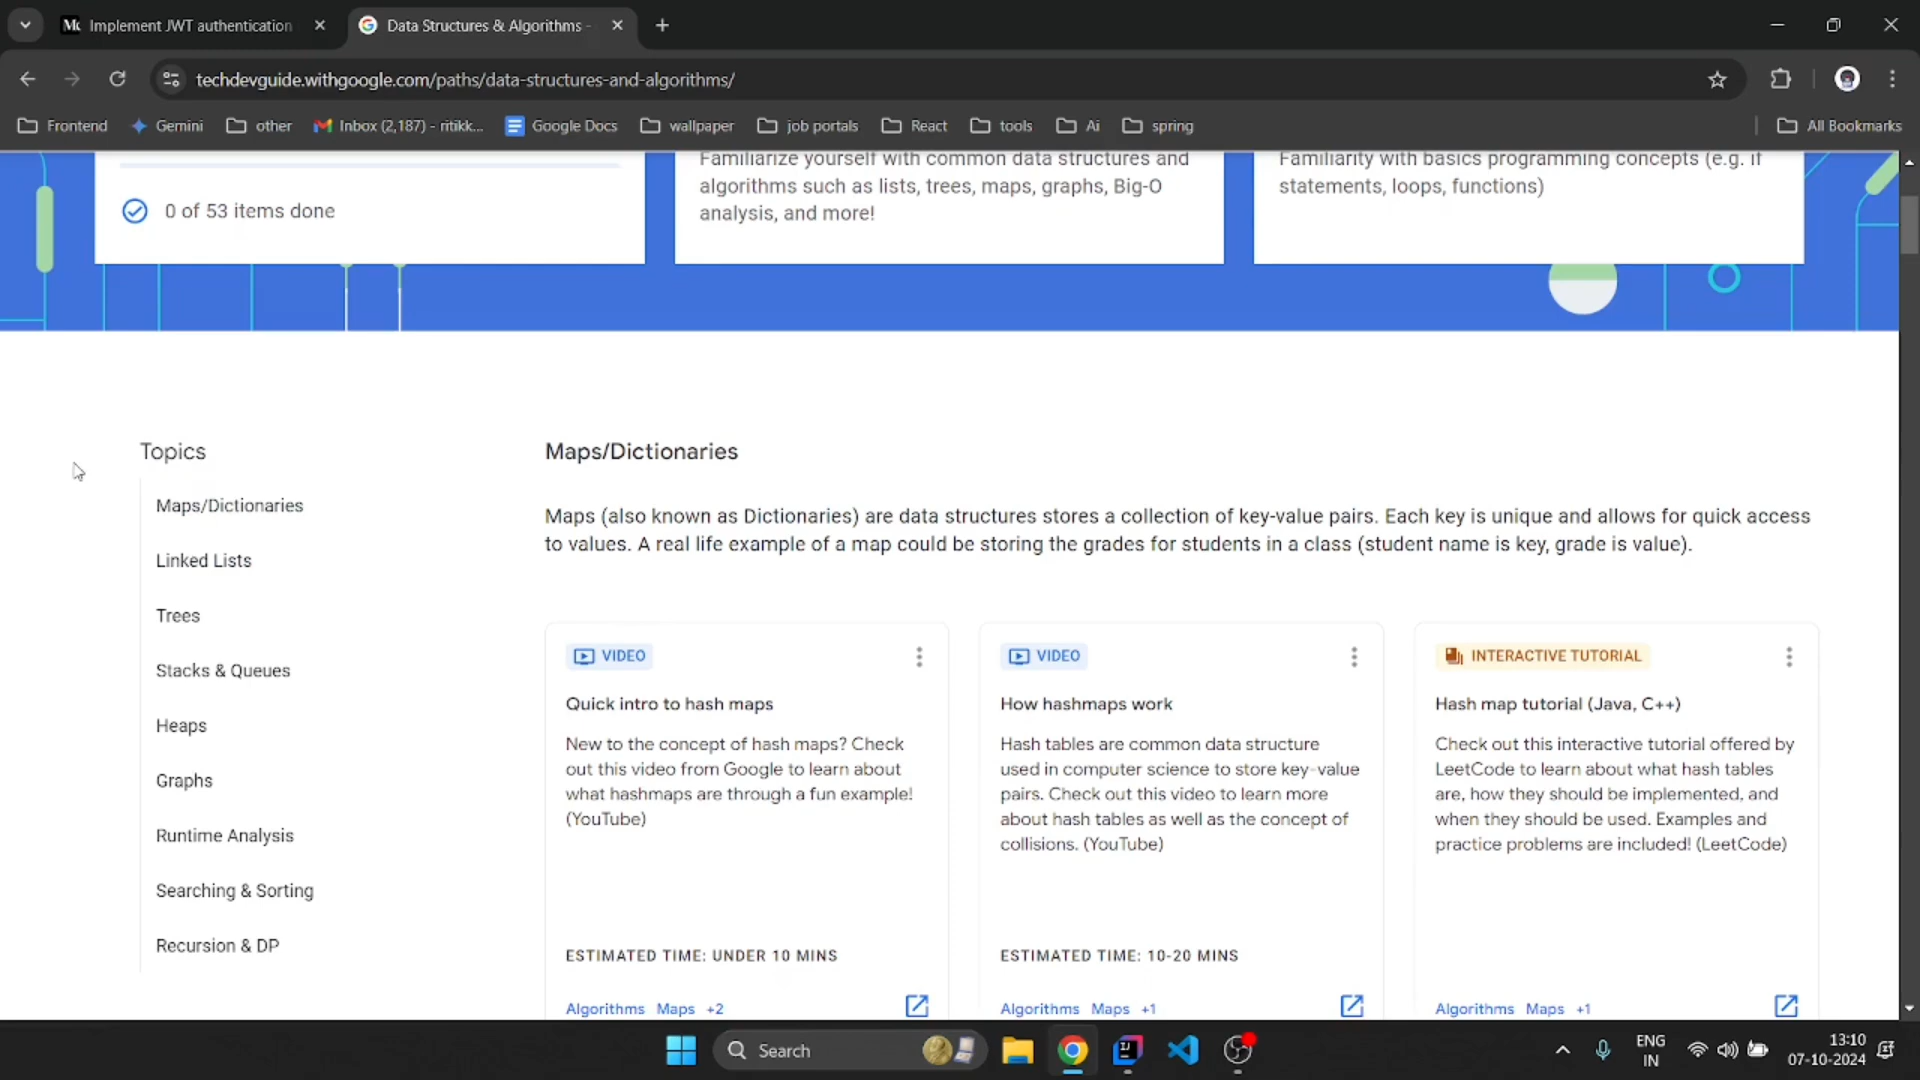 Implement JWT authentication
Data Structures & Algorithms -
techdevguide.withgoogle.com/paths/data-structures-and-algorithms/
Frontend
Gemini
other
Inbox (2,187) - ritikk...
Google Docs
wallpaper
job portals
React
tools
Ai
spring
All Bookmarks
0 of 53 items done
Familiarize yourself with common data structures and
algorithms such as lists, trees, maps, graphs, Big-O
analysis, and more!
Familiarity with basics programming concepts (e.g. if
statements, loops, functions)
Topics
Maps/Dictionaries
Linked Lists
Trees
Stacks & Queues
Heaps
Graphs
Runtime Analysis
Searching & Sorting
Recursion & DP
Maps/Dictionaries
Maps (also known as Dictionaries) are data structures stores a collection of key-value pairs. Each key is unique and allows for quick access
to values. A real life example of a map could be storing the grades for students in a class (student name is key, grade is value).
VIDEO
Quick intro to hash maps
New to the concept of hash maps? Check
out this video from Google to learn about
what hashmaps are through a fun example!
(YouTube)
ESTIMATED TIME: UNDER 10 MINS
Algorithms Maps +2
VIDEO
How hashmaps work
Hash tables are common data structure
used in computer science to store key-value
pairs. Check out this video to learn more
about hash tables as well as the concept of
collisions. (YouTube)
ESTIMATED TIME: 10-20 MINS
Algorithms Maps +1
INTERACTIVE TUTORIAL
Hash map tutorial (Java, C++)
Check out this interactive tutorial offered by
LeetCode to learn about what hash tables
are, how they should be implemented, and
when they should be used. Examples and
practice problems are included! (LeetCode)
Algorithms Maps +1
Search
ENG
IN
13:10
07-10-2024